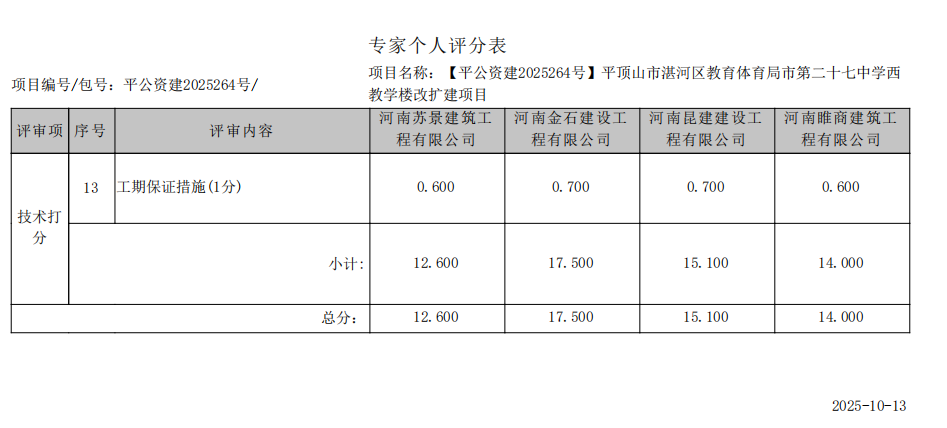 专家个人评分表
项目编号/包号：平公资建2025264号/
项目名称：【平公资建2025264号】平顶山市湛河区教育体育局市第二十七中学西
教学楼改扩建项目
评审项 序号 评审内容 河南苏景建筑工 河南金石建设工 河南昆建建设工 河南睢商建筑工
程有限公司 程有限公司 程有限公司 程有限公司
13 工期保证措施(1分) 0.600 0.700 0.700 0.600
技术打
分
小计: 12.600 17.500 15.100 14.000
总分： 12.600 17.500 15.100 14.000
2025-10-13